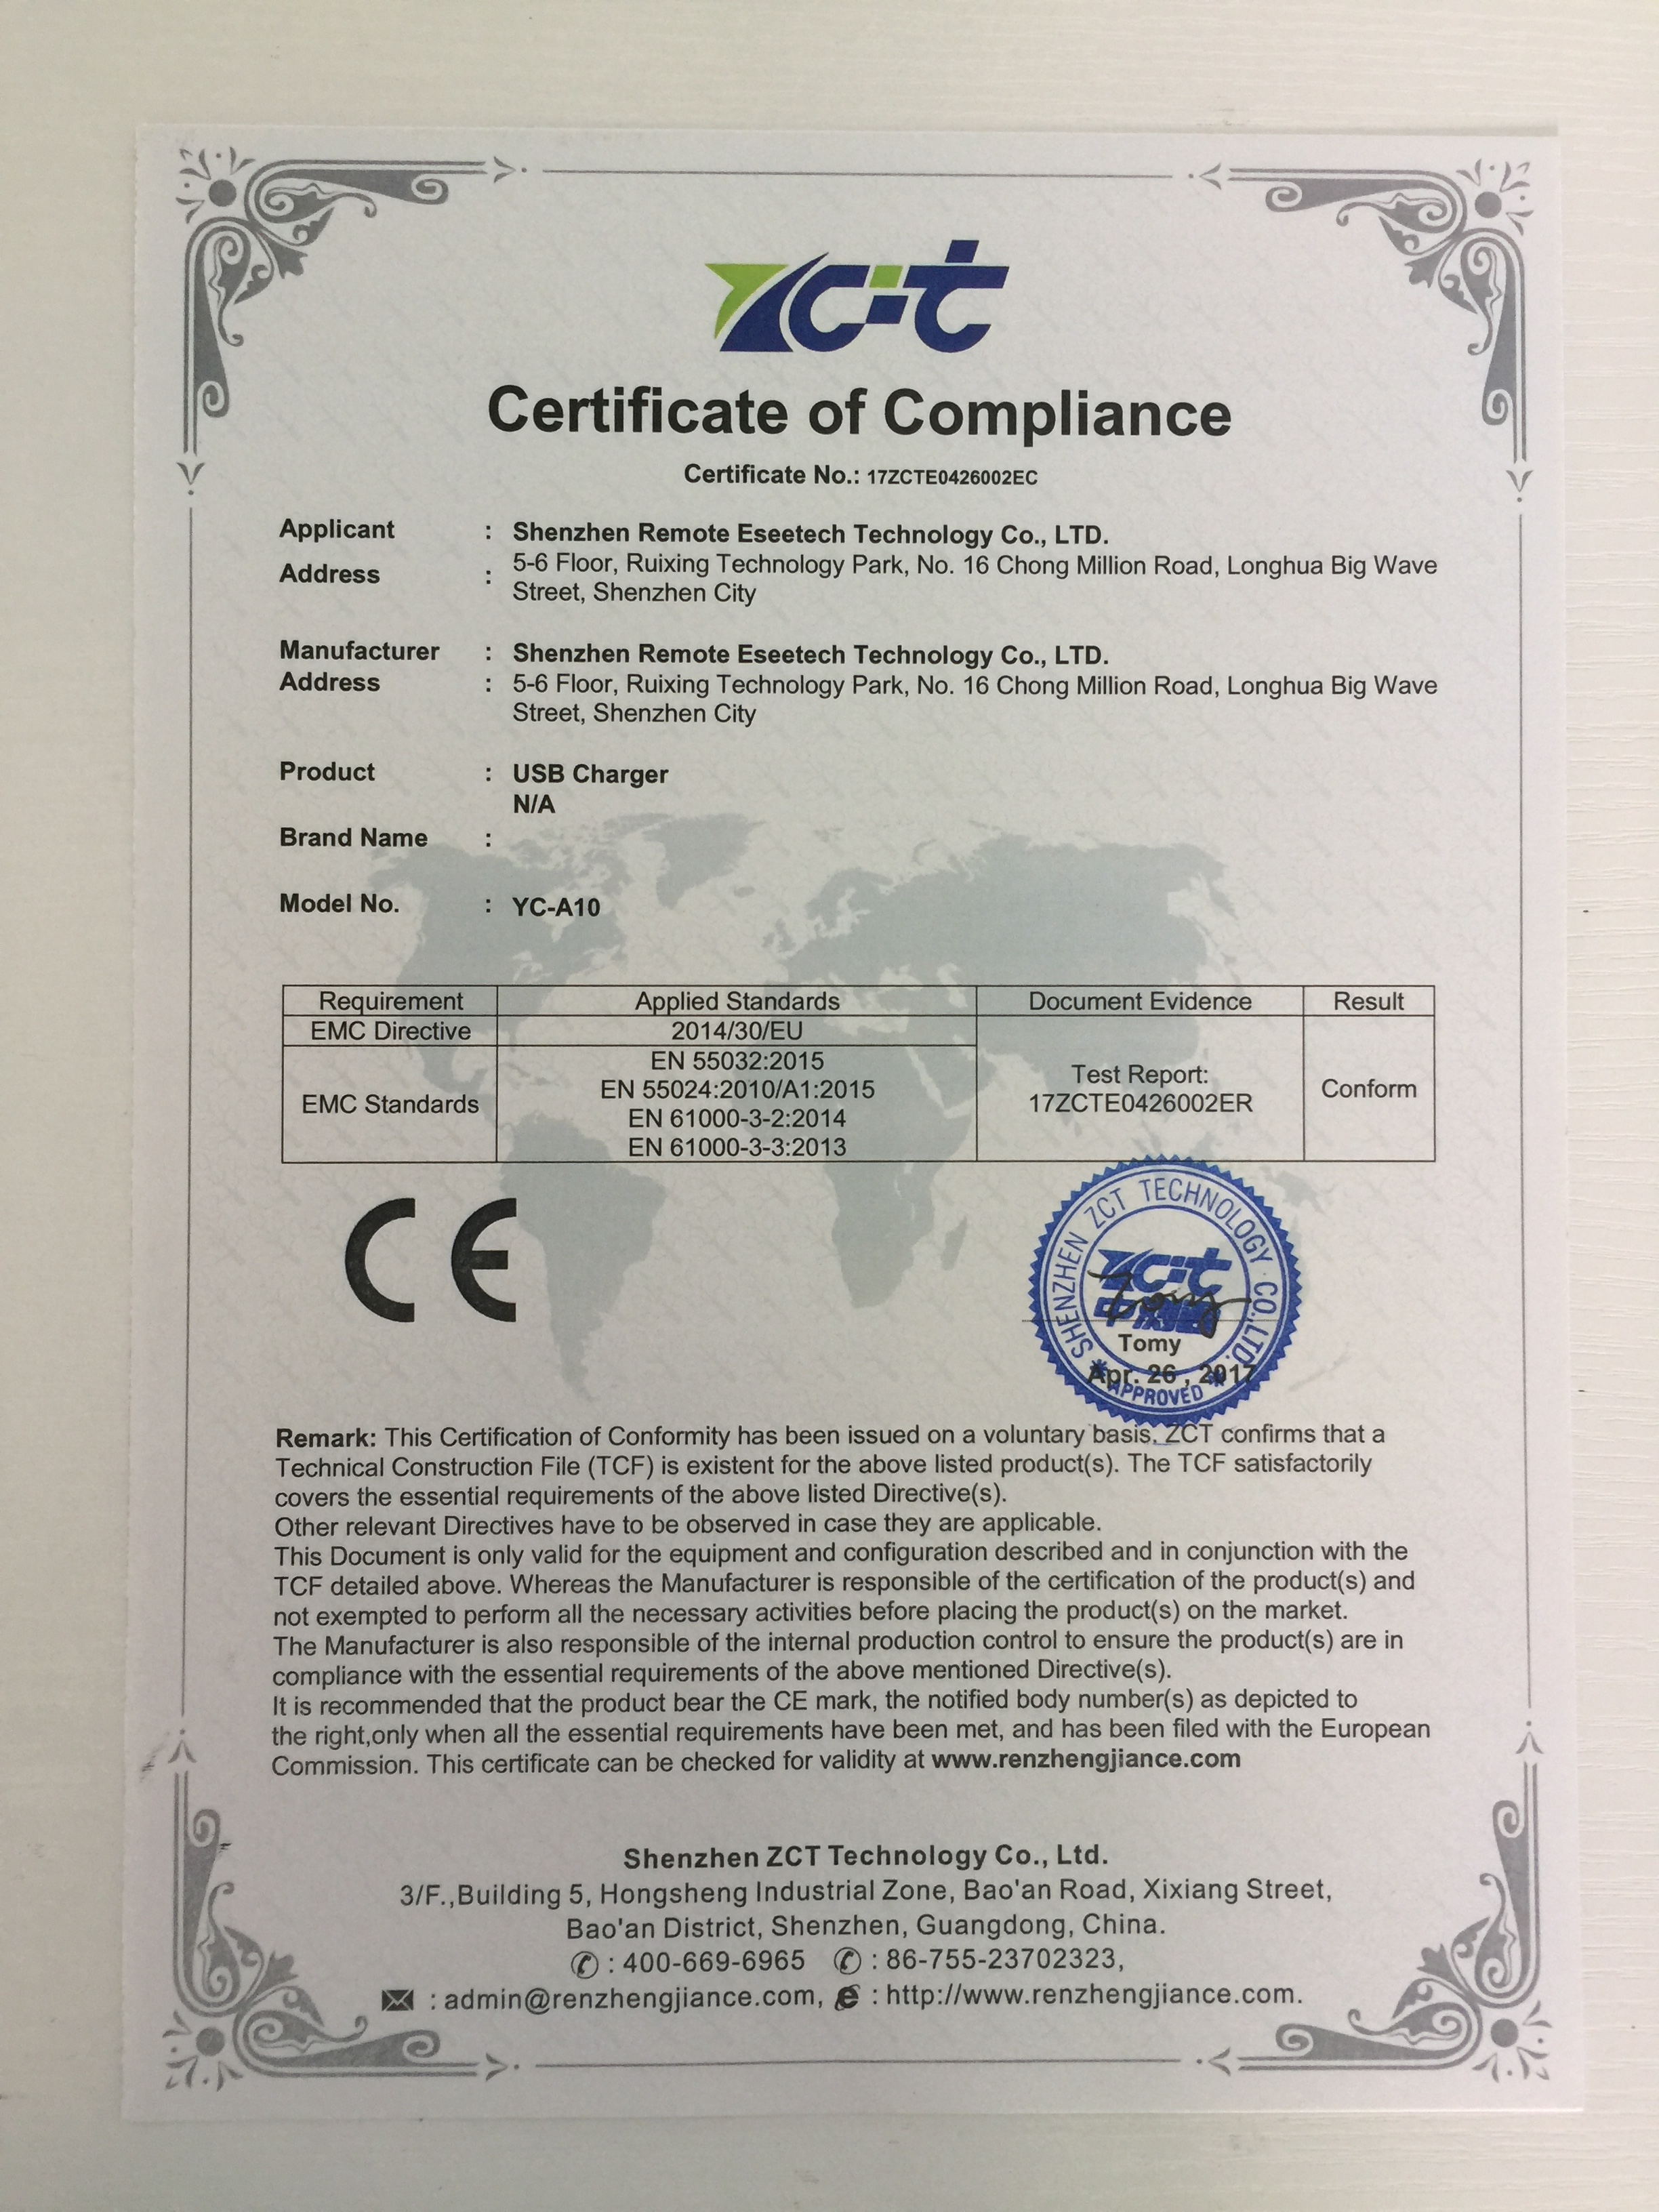 zct
Certificate of Compliance
Certificate No.: 17ZCTE0426002EC
Applicant : Shenzhen Remote Eseetech Technology Co., LTD.
Address : 5-6 Floor, Ruixing Technology Park, No. 16 Chong Million Road, Longhua Big Wave
Street, Shenzhen City
Manufacturer : Shenzhen Remote Eseetech Technology Co., LTD.
Address : 5-6 Floor, Ruixing Technology Park, No. 16 Chong Million Road, Longhua Big Wave
Street, Shenzhen City
Product : USB Charger
N/A
Brand Name :
Model No. : YC-A10
Requirement Applied Standards Document Evidence Result
EMC Directive 2014/30/EU
EMC Standards
EN 55032:2015
EN 55024:2010/A1:2015
EN 61000-3-2:2014
EN 61000-3-3:2013
Test Report:
17ZCTE0426002ER
Conform
CE
SHENZHEN ZCT TECHNOLOGY CO.,LTD.
zct
Tomy
Tomy
Apr. 26 , 2017
APPROVED
Remark: This Certification of Conformity has been issued on a voluntary basis. ZCT confirms that a
Technical Construction File (TCF) is existent for the above listed product(s). The TCF satisfactorily
covers the essential requirements of the above listed Directive(s).
Other relevant Directives have to be observed in case they are applicable.
This Document is only valid for the equipment and configuration described and in conjunction with the
TCF detailed above. Whereas the Manufacturer is responsible of the certification of the product(s) and
not exempted to perform all the necessary activities before placing the product(s) on the market.
The Manufacturer is also responsible of the internal production control to ensure the product(s) are in
compliance with the essential requirements of the above mentioned Directive(s).
It is recommended that the product bear the CE mark, the notified body number(s) as depicted to
the right,only when all the essential requirements have been met, and has been filed with the European
Commission. This certificate can be checked for validity at www.renzhengjiance.com
Shenzhen ZCT Technology Co., Ltd.
3/F.,Building 5, Hongsheng Industrial Zone, Bao'an Road, Xixiang Street,
Bao'an District, Shenzhen, Guangdong, China.
✆ : 400-669-6965 ✆ : 86-755-23702323,
✉ : admin@renzhengjiance.com, e : http://www.renzhengjiance.com.